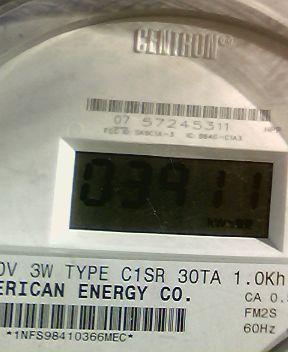 CENTRON®
07 57245311
03911
0V 3W TYPE C1SR 30TA 1.0Kh
ERICAN ENERGY CO.
CA 0.
FM2S
60Hz
*1NFS98410366MEC*